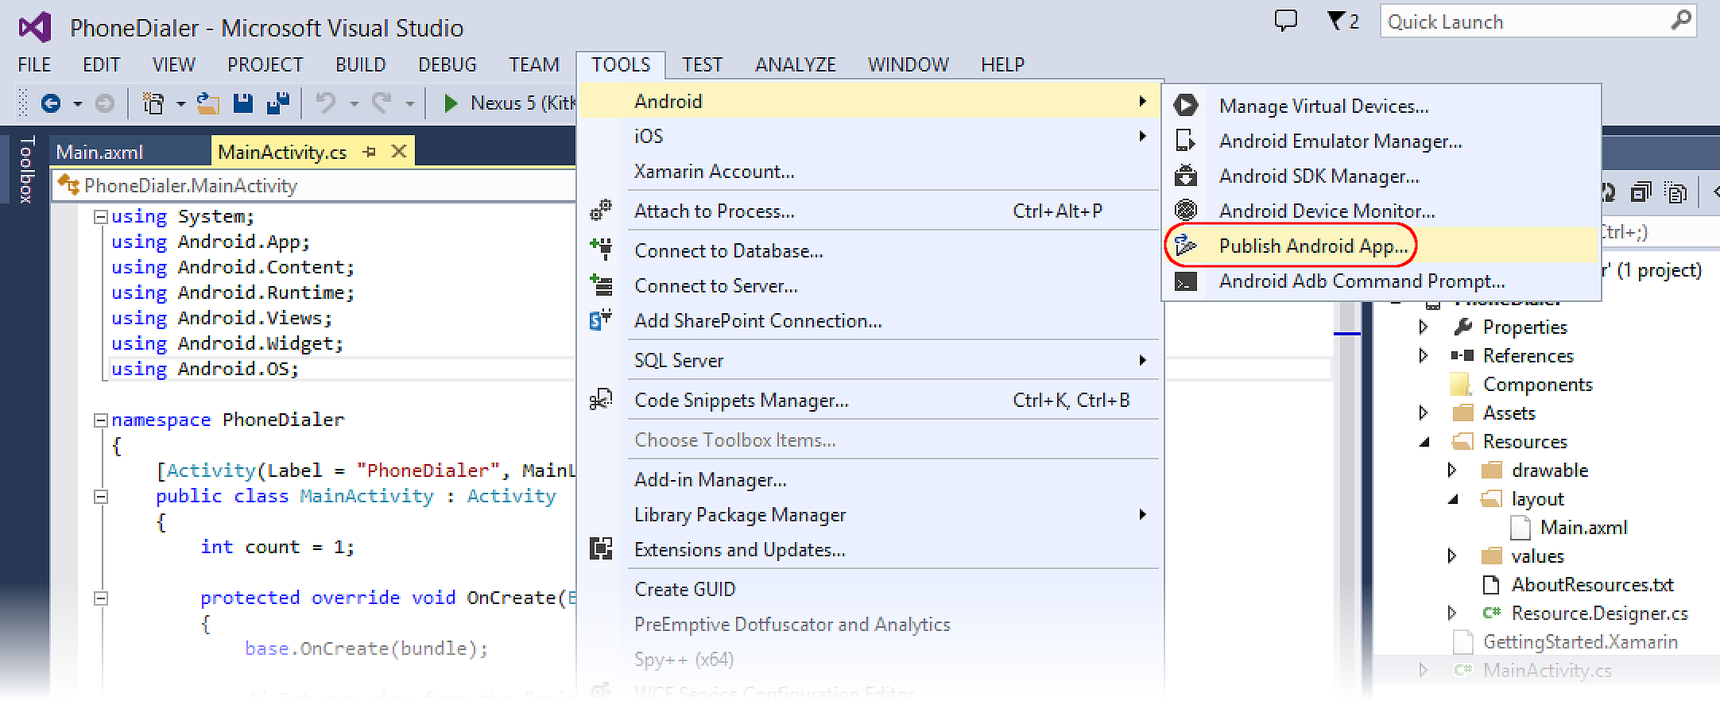 PhoneDialer - Microsoft Visual Studio
2
Quick Launch
FILE EDIT VIEW PROJECT BUILD DEBUG TEAM TOOLS TEST ANALYZE WINDOW HELP
Nexus 5 (KitK
Toolbox
Main.axml
MainActivity.cs
PhoneDialer.MainActivity
using System;
using Android.App;
using Android.Content;
using Android.Runtime;
using Android.Views;
using Android.Widget;
using Android.OS;
namespace PhoneDialer
{
[Activity(Label = "PhoneDialer", MainL
public class MainActivity : Activity
{
int count = 1;
protected override void OnCreate(B
{
base.OnCreate(bundle);
Android
iOS
Xamarin Account...
Attach to Process... Ctrl+Alt+P
Connect to Database...
Connect to Server...
Add SharePoint Connection...
SQL Server
Code Snippets Manager... Ctrl+K, Ctrl+B
Choose Toolbox Items...
Add-in Manager...
Library Package Manager
Extensions and Updates...
Create GUID
PreEmptive Dotfuscator and Analytics
Spy++ (x64)
WCF Service Configuration Editor
Manage Virtual Devices...
Android Emulator Manager...
Android SDK Manager...
Android Device Monitor...
Publish Android App...
Android Adb Command Prompt...
Ctrl+;)
r' (1 project)
PhoneDialer
Properties
References
Components
Assets
Resources
drawable
layout
Main.axml
values
AboutResources.txt
C# Resource.Designer.cs
GettingStarted.Xamarin
C# MainActivity.cs